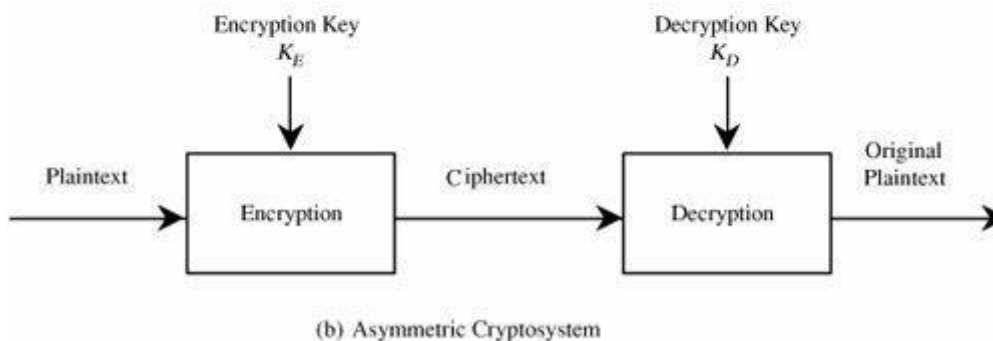 Encryption Key
K_E
Decryption Key
K_D
Plaintext
Ciphertext
Original
Plaintext
Encryption
Decryption
(b) Asymmetric Cryptosystem